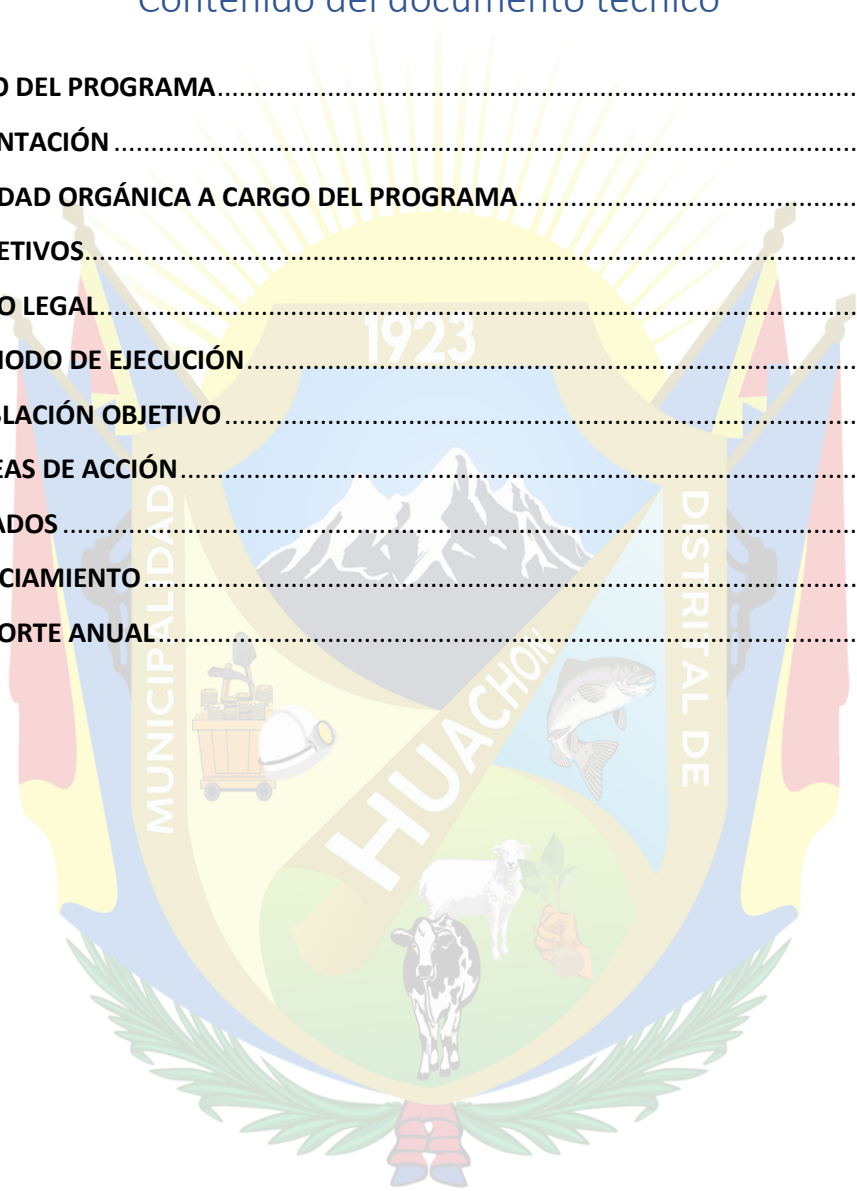 Contenido del documento técnico
O DEL PROGRAMA
NTACIÓN
DAD ORGÁNICA A CARGO DEL PROGRAMA
ETIVOS
O LEGAL
IODO DE EJECUCIÓN
LACIÓN OBJETIVO
EAS DE ACCIÓN
ADOS
CIAMIENTO
ORTE ANUAL
1923
MUNICIPALIDAD
DISTRITAL DE
HUACHÓN